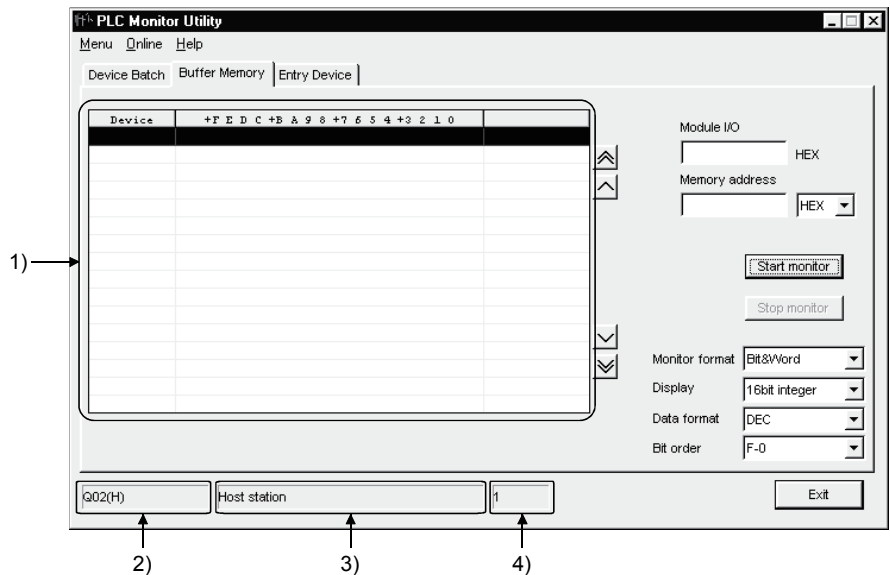 PLC Monitor Utility
Menu Online Help
Device Batch Buffer Memory Entry Device
Device +F E D C +B A 9 8 +7 6 5 4 +3 2 1 0
Module I/O
HEX
Memory address
HEX
1)
Start monitor
Stop monitor
Monitor format Bit&Word
Display 16bit integer
Data format DEC
Bit order F-0
Q02(H) Host station 1 Exit
2) 3) 4)